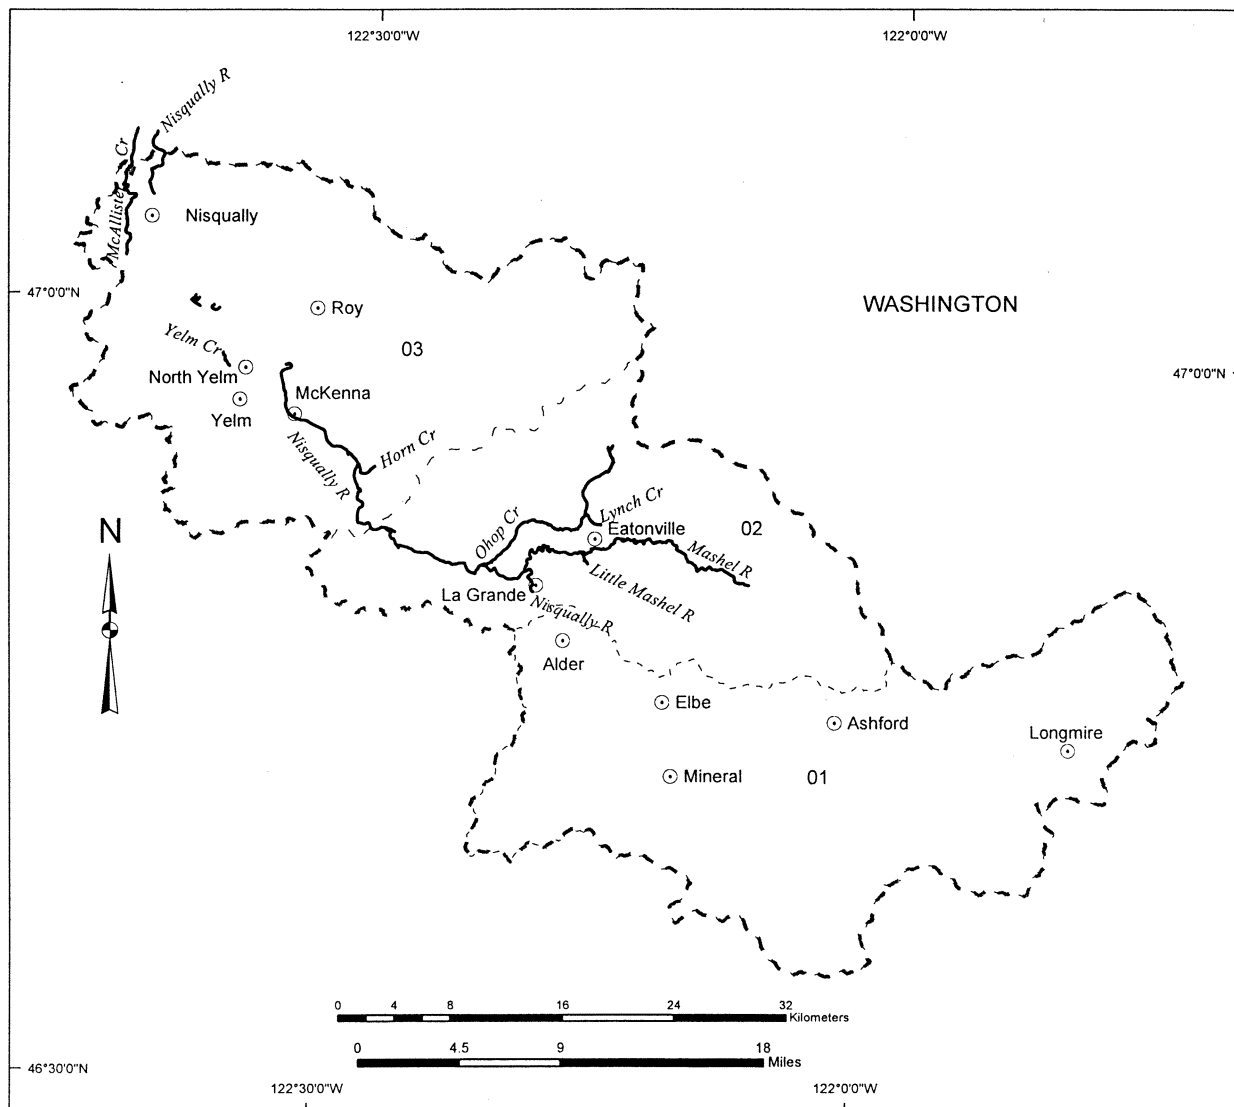 122°30'0"W
122°0'0"W
Nisqually R
McAllister Cr
Nisqually
47°0'0"N
Roy
WASHINGTON
Yelm Cr
03
North Yelm
47°0'0"N
McKenna
Yelm
Nisqually R
Horn Cr
Lynch Cr
Ohop Cr
Eatonville
02
N
Mashel R
Little Mashel R
La Grande
Nisqually R
Alder
Elbe
Ashford
Longmire
Mineral
01
0 4 8 16 24 32
Kilometers
0 4.5 9 18
Miles
46°30'0"N
122°30'0"W
122°0'0"W